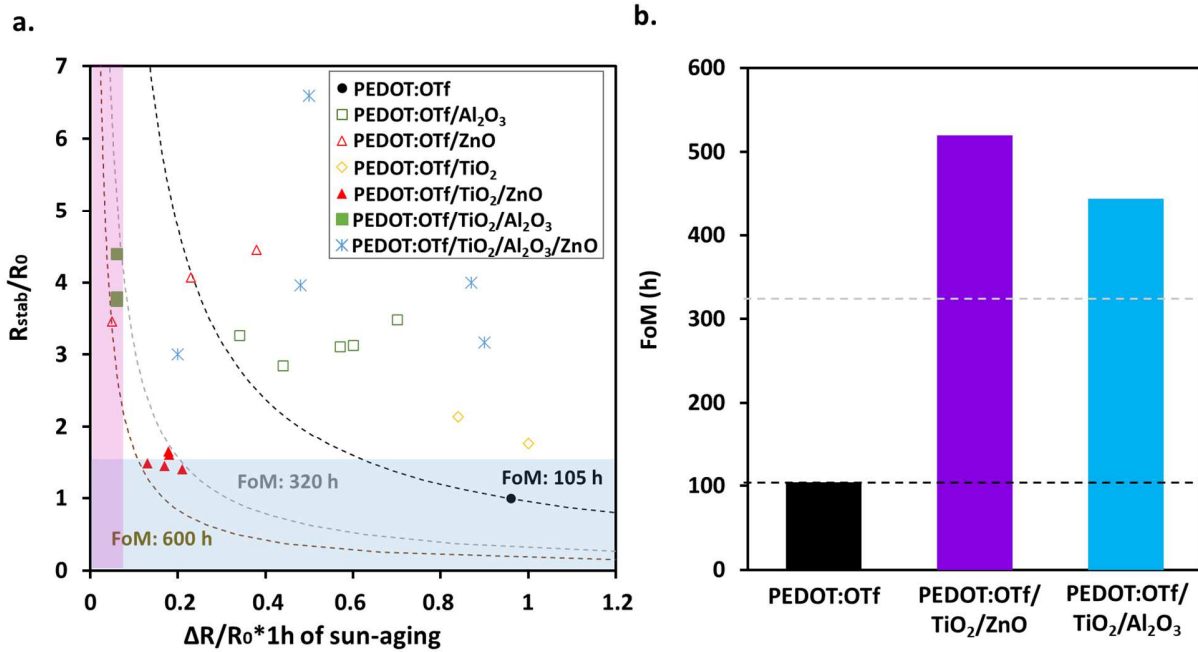 a.
R_stab/R₀
7
6
5
4
3
2
1
0
0 0.2 0.4 0.6 0.8 1 1.2
ΔR/R₀*1h of sun-aging
PEDOT:OTf
PEDOT:OTf/Al₂O₃
PEDOT:OTf/ZnO
PEDOT:OTf/TiO₂
PEDOT:OTf/TiO₂/ZnO
PEDOT:OTf/TiO₂/Al₂O₃
PEDOT:OTf/TiO₂/Al₂O₃/ZnO
FoM: 105 h
FoM: 320 h
FoM: 600 h
b.
FoM (h)
600
500
400
300
200
100
0
PEDOT:OTf
PEDOT:OTf/
TiO₂/ZnO
PEDOT:OTf/
TiO₂/Al₂O₃